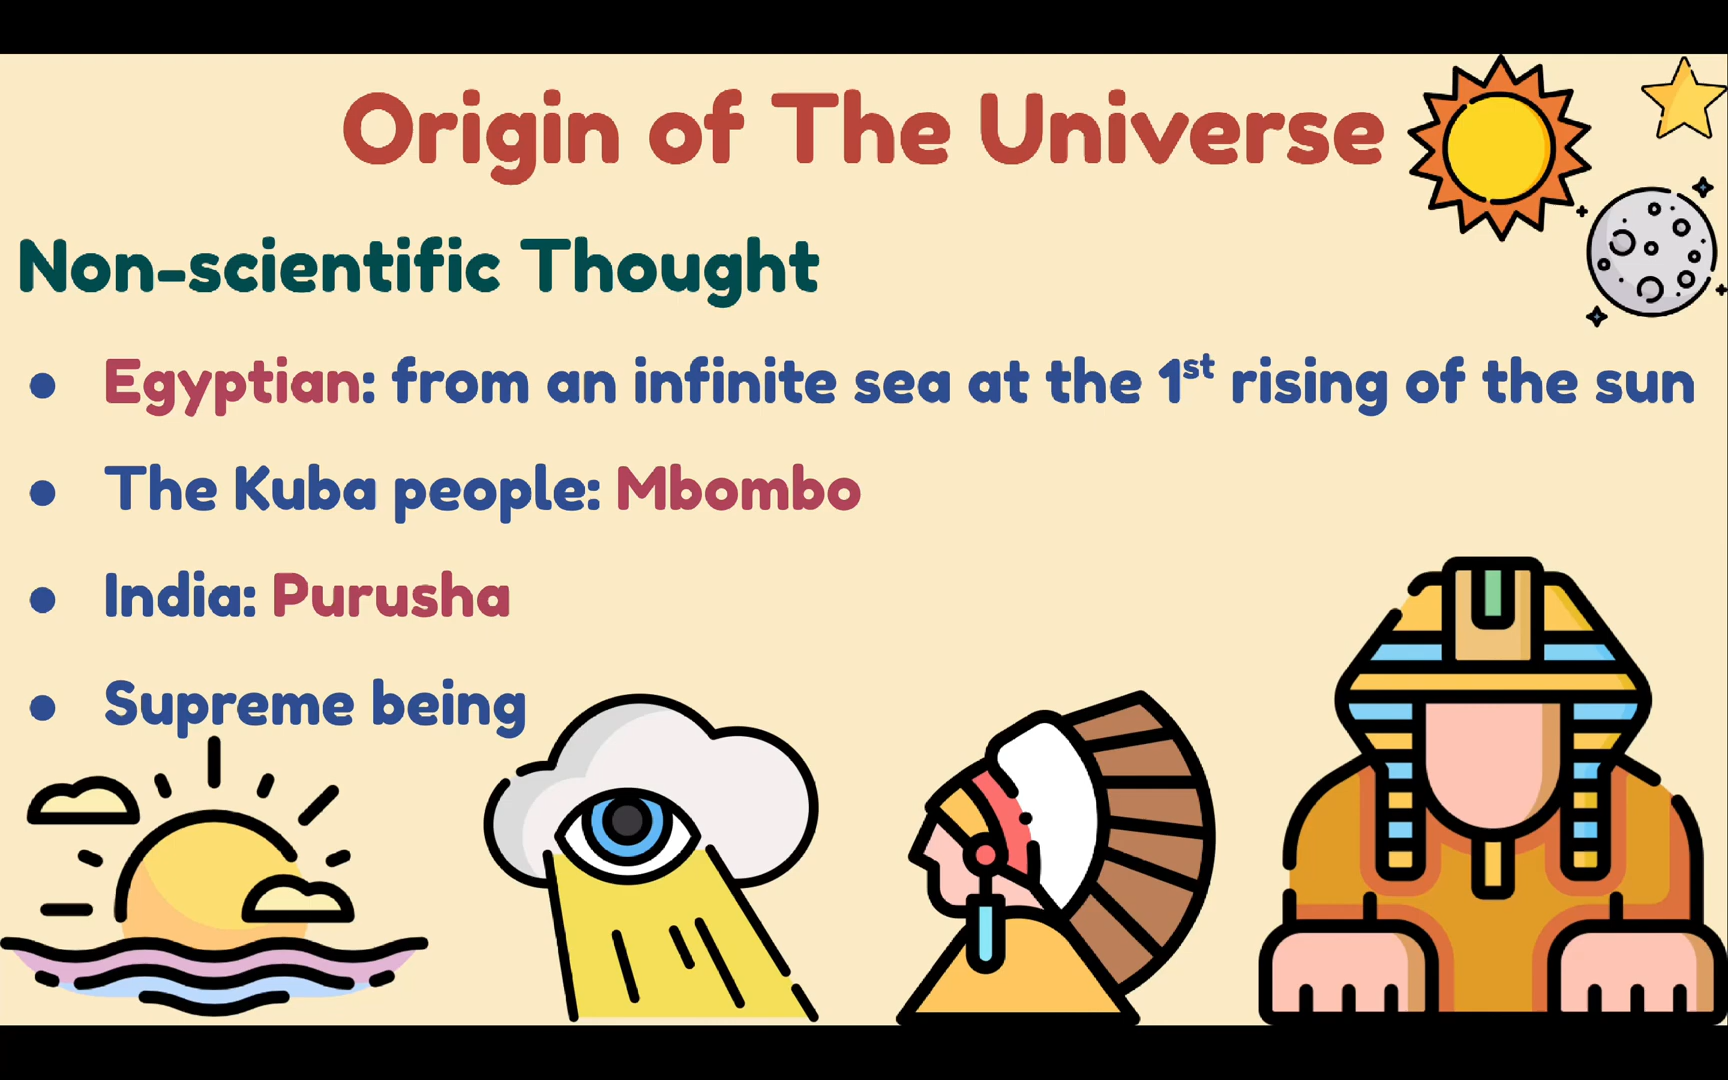 Origin of The Universe
Non-scientific Thought
● Egyptian: from an infinite sea at the 1st rising of the sun
● The Kuba people: Mbombo
● India: Purusha
● Supreme being